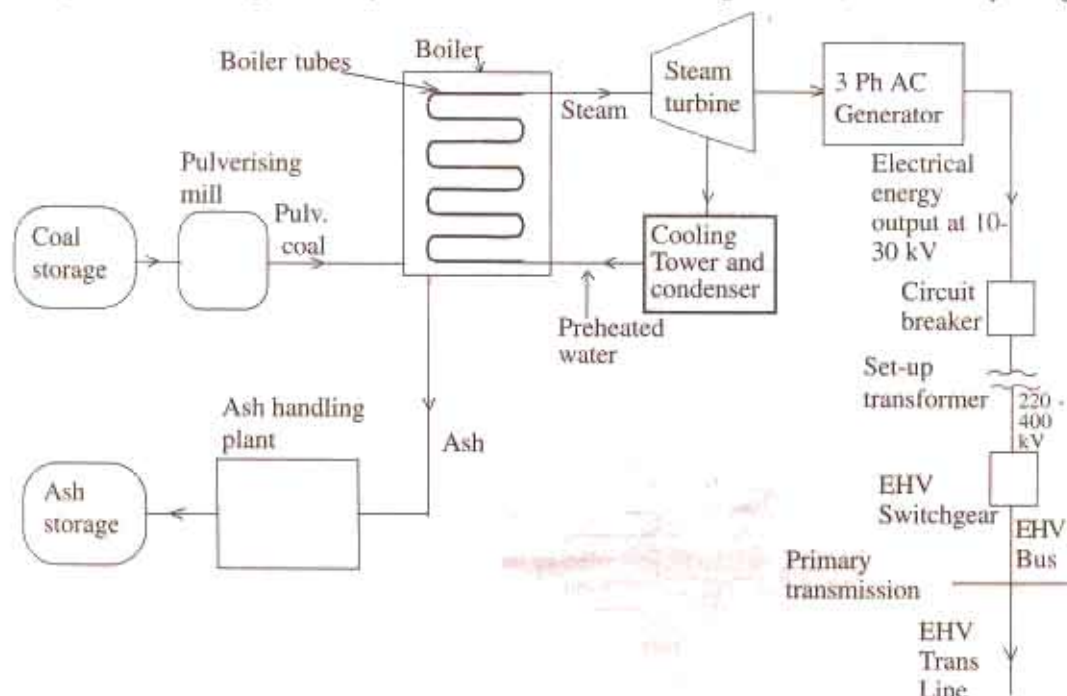 Boiler
Boiler tubes
Steam
turbine
3 Ph AC
Generator
Steam
Pulverising
mill
Pulv.
coal
Coal
storage
Cooling
Tower and
condenser
Preheated
water
Electrical
energy
output at 10-
30 kV
Circuit
breaker
Set-up
transformer
220 -
400
kV
Ash handling
plant
Ash
Ash
storage
EHV
Switchgear
EHV
Bus
Primary
transmission
EHV
Trans
Line